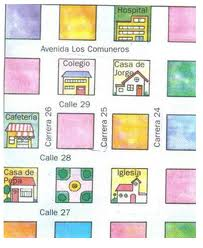 Hospital
Avenida Los Comuneros
Colegio
Casa de
Jorge
Calle 29
Cafetería
Carrera 26
Carrera 25
Carrera 24
Calle 28
Casa de
Pepa
Iglesia
Calle 27